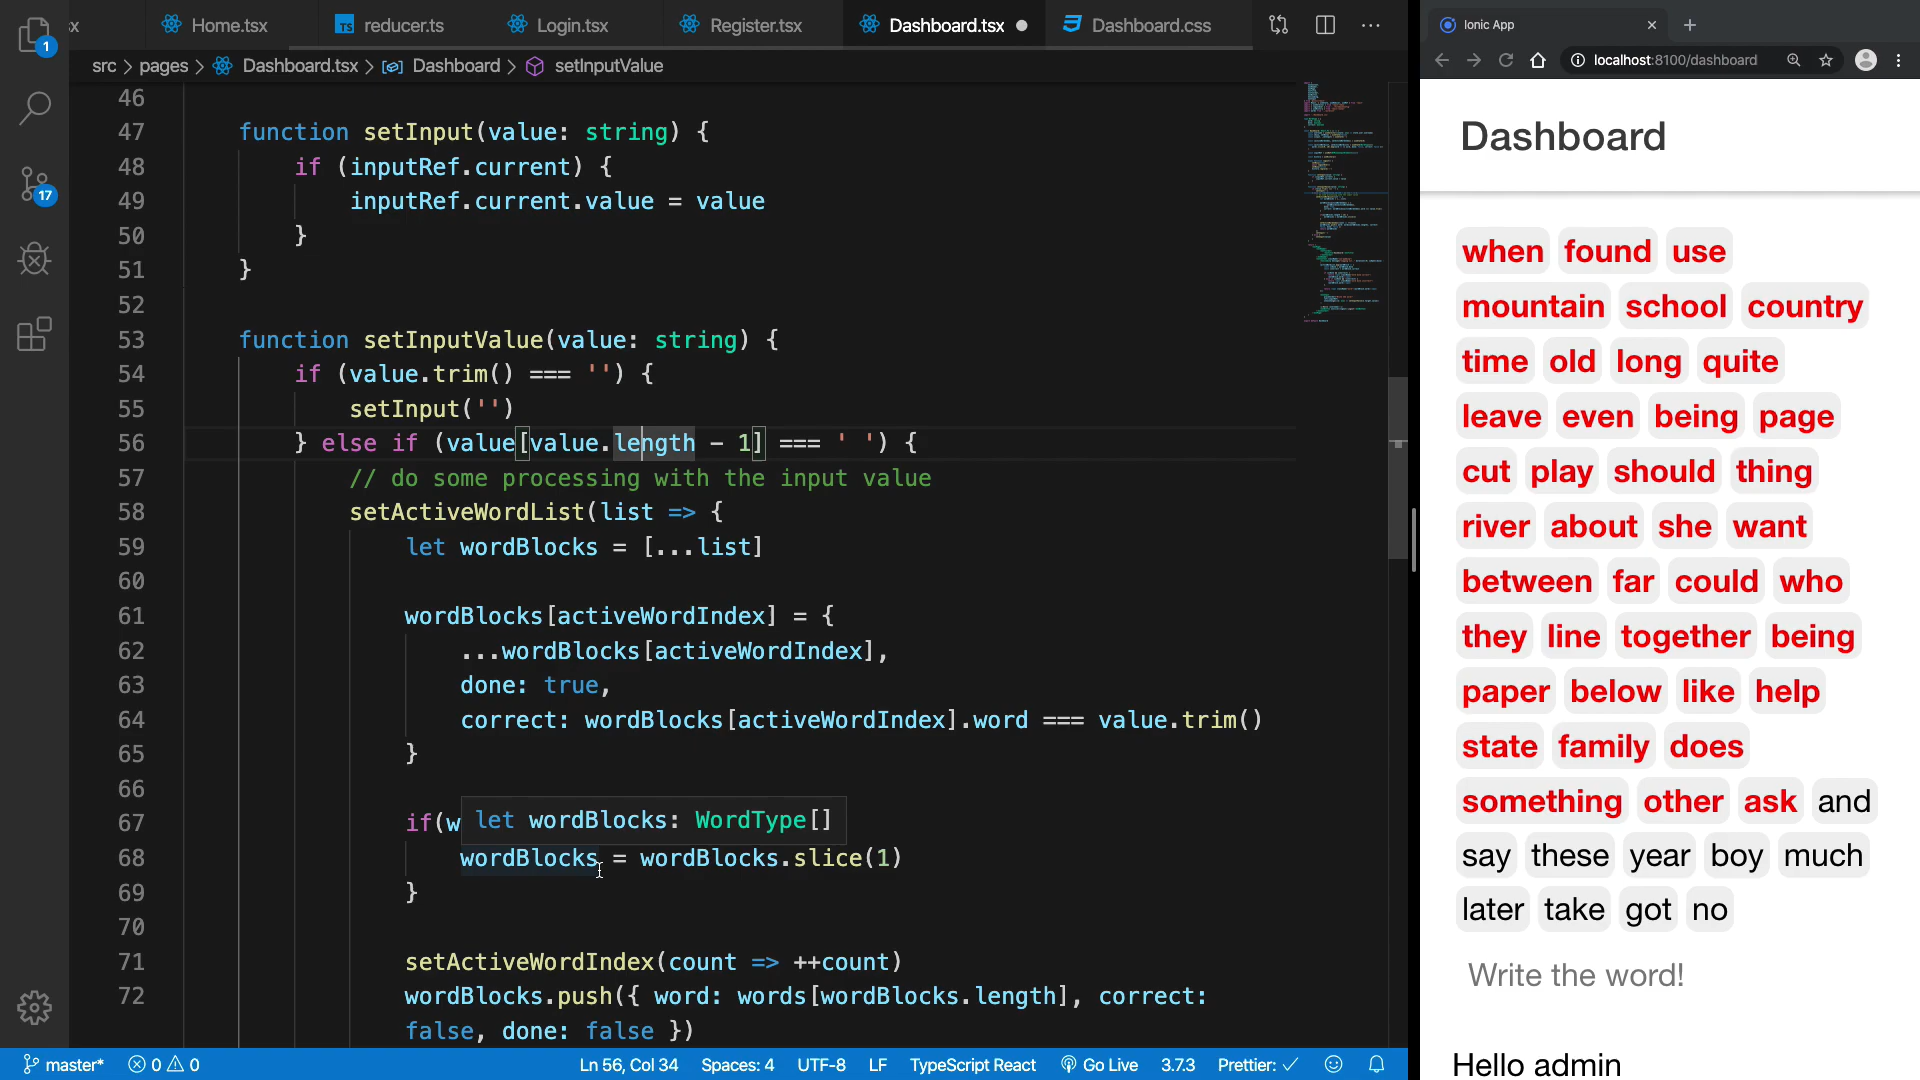 x
Home.tsx
TS reducer.ts
Login.tsx
Register.tsx
Dashboard.tsx
Dashboard.css
src > pages > Dashboard.tsx > Dashboard > setInputValue
46
47 function setInput(value: string) {
48 if (inputRef.current) {
49 inputRef.current.value = value
50 }
51 }
52
53 function setInputValue(value: string) {
54 if (value.trim() === '') {
55 setInput('')
56 } else if (value[value.length - 1] === ' ') {
57 // do some processing with the input value
58 setActiveWordList(list => {
59 let wordBlocks = [...list]
60
61 wordBlocks[activeWordIndex] = {
62 ...wordBlocks[activeWordIndex],
63 done: true,
64 correct: wordBlocks[activeWordIndex].word === value.trim()
65 }
66
67 if(w let wordBlocks: WordType[]
68 wordBlocks = wordBlocks.slice(1)
69 }
70
71 setActiveWordIndex(count => ++count)
72 wordBlocks.push({ word: words[wordBlocks.length], correct:
false, done: false })
1
17
master* 0 0
Ln 56, Col 34 Spaces: 4 UTF-8 LF TypeScript React Go Live 3.7.3 Prettier: ✓
Ionic App
localhost:8100/dashboard
Dashboard
when found use
mountain school country
time old long quite
leave even being page
cut play should thing
river about she want
between far could who
they line together being
paper below like help
state family does
something other ask and
say these year boy much
later take got no
Write the word!
Hello admin